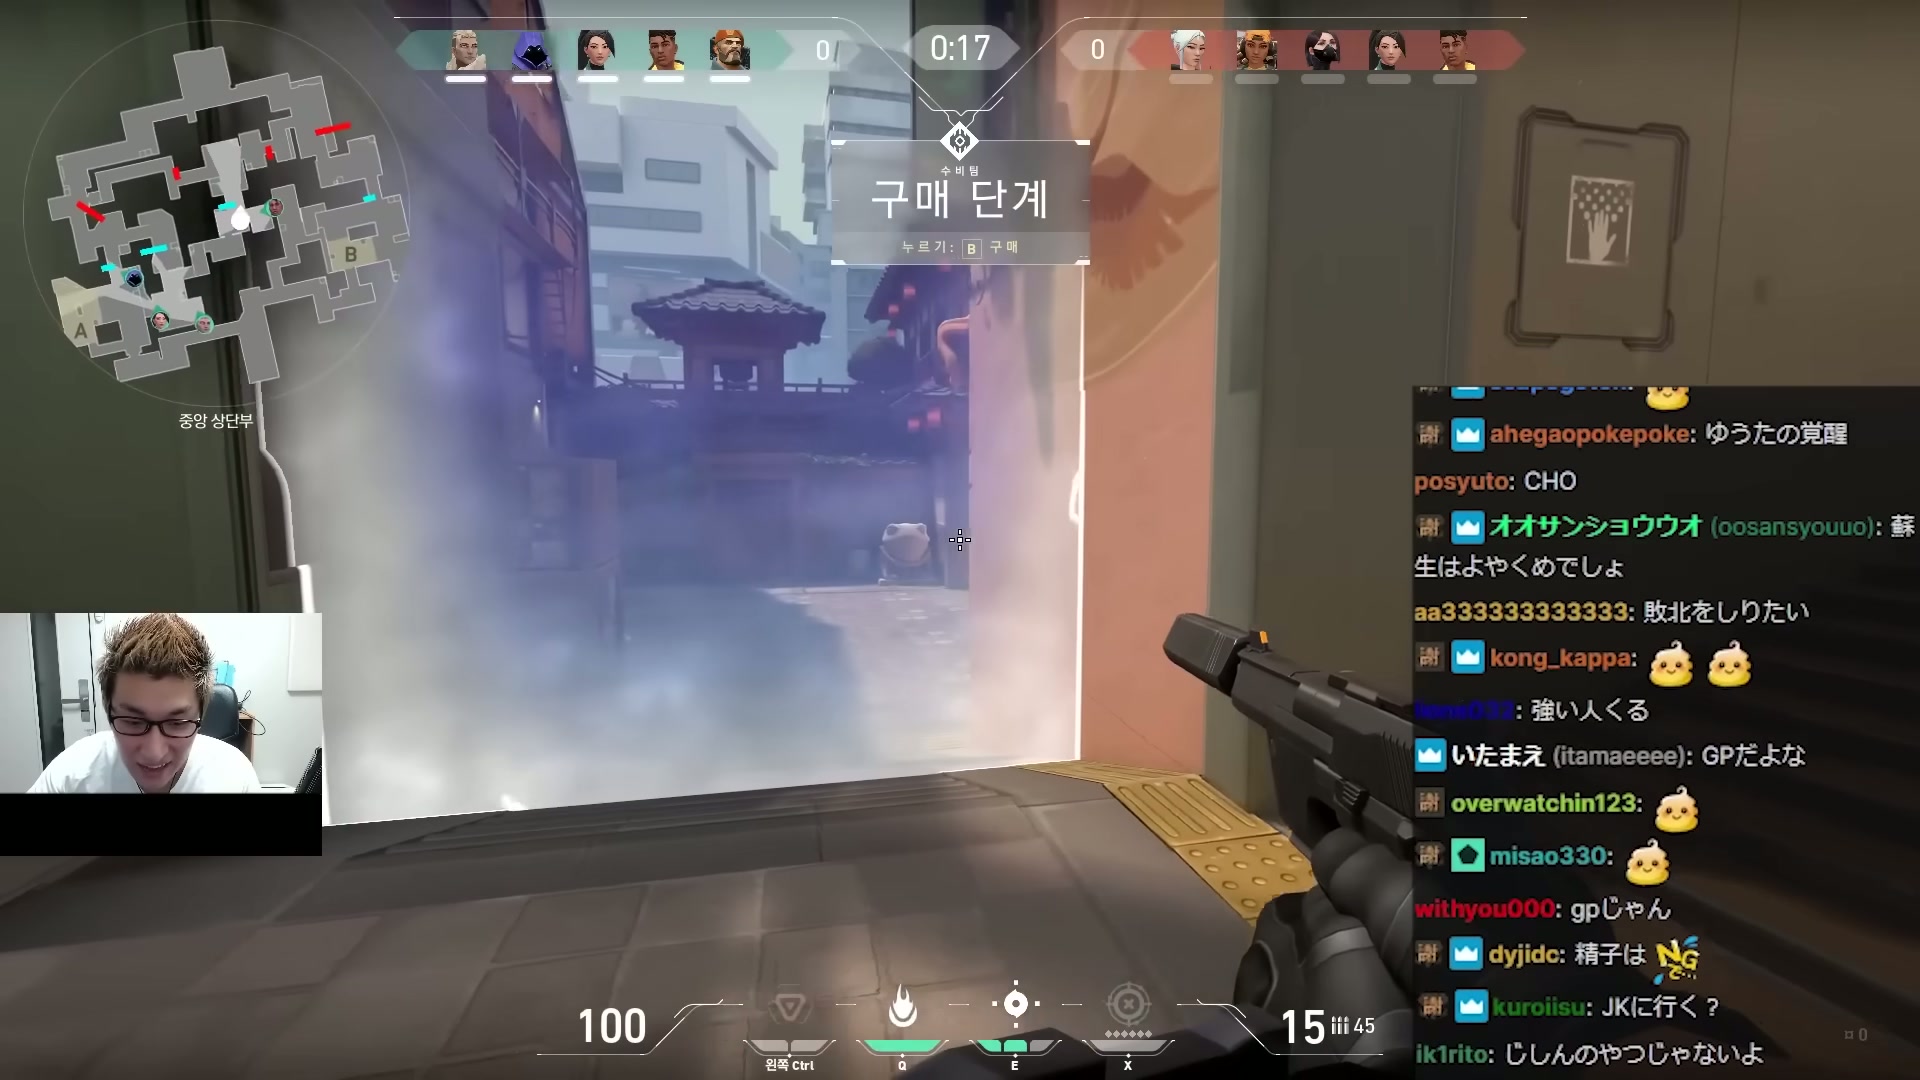 0
0:17
0
수비팀
구매 단계
누르기: B 구매
B
A
중앙 상단부
ahegaopokepoke: ゆうたの覚醒
posyuto: CHO
オオサンショウウオ (oosansyouuo): 蘇
生はよやくめでしょ
aa333333333333: 敗北をしりたい
kong_kappa:
: 強い人くる
いたまえ (itamaeeee): GPだよな
overwatchin123:
misao330:
withyou000: gpじゃん
dyjidc: 精子は NG
kuroiisu: JKに行く？
ik1rito: じしんのやつじゃないよ
100
15 45
왼쪽 Ctrl
Q
E
X
0